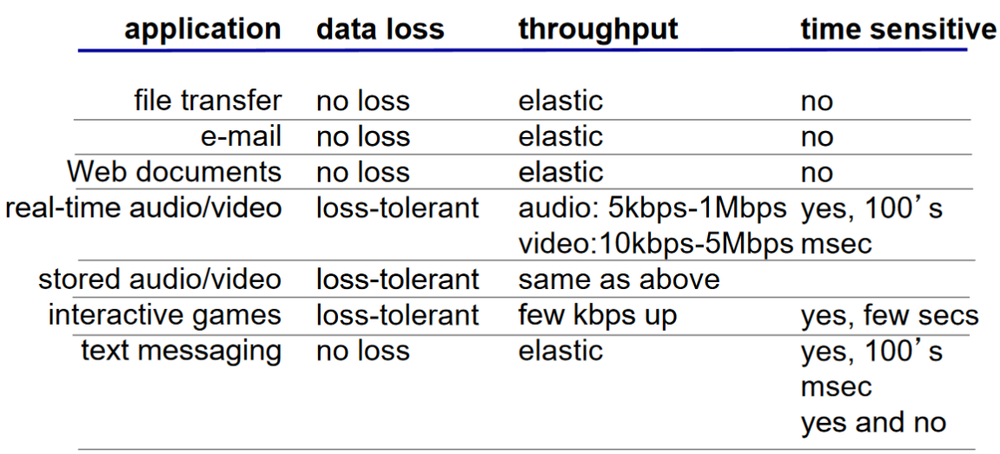 application data loss throughput time sensitive
file transfer no loss elastic no
e-mail no loss elastic no
Web documents no loss elastic no
real-time audio/video loss-tolerant audio: 5kbps-1Mbps yes, 100’s
video:10kbps-5Mbps msec
stored audio/video loss-tolerant same as above
interactive games loss-tolerant few kbps up yes, few secs
text messaging no loss elastic yes, 100’s
msec
yes and no